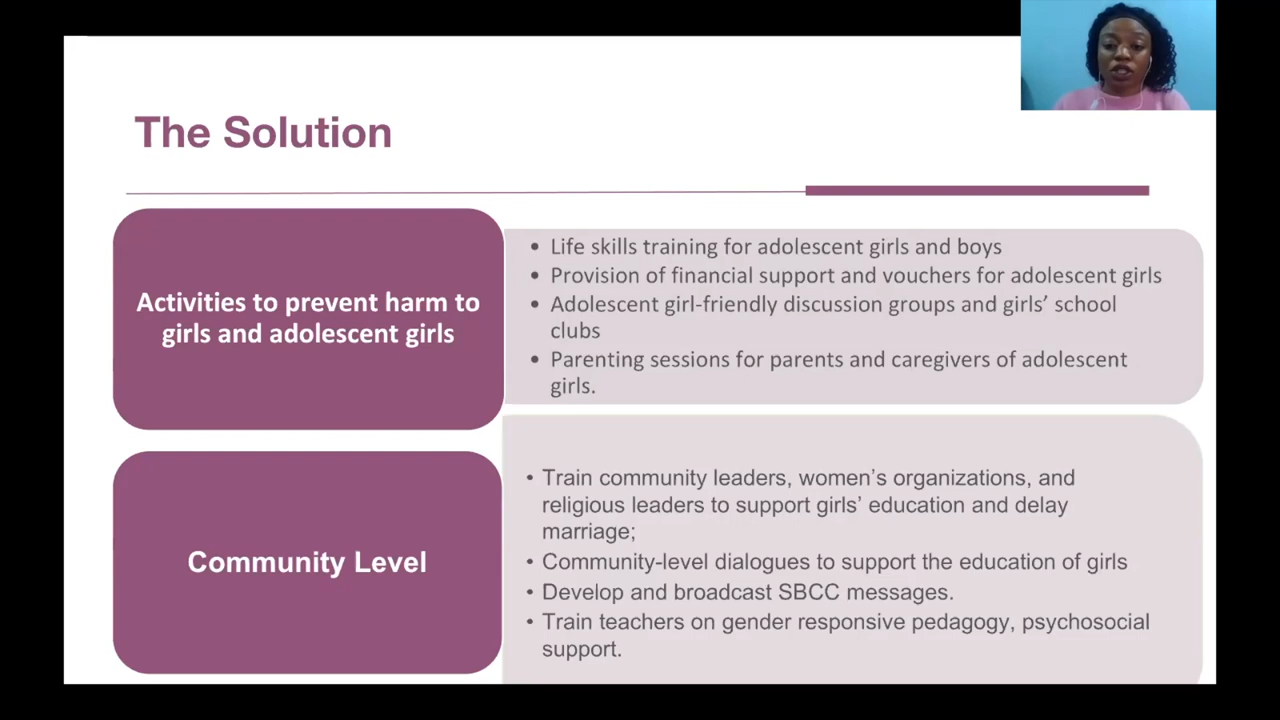 The Solution
Activities to prevent harm to
girls and adolescent girls
• Life skills training for adolescent girls and boys
• Provision of financial support and vouchers for adolescent girls
• Adolescent girl-friendly discussion groups and girls’ school
clubs
• Parenting sessions for parents and caregivers of adolescent
girls.
Community Level
• Train community leaders, women’s organizations, and
religious leaders to support girls’ education and delay
marriage;
• Community-level dialogues to support the education of girls
• Develop and broadcast SBCC messages.
• Train teachers on gender responsive pedagogy, psychosocial
support.